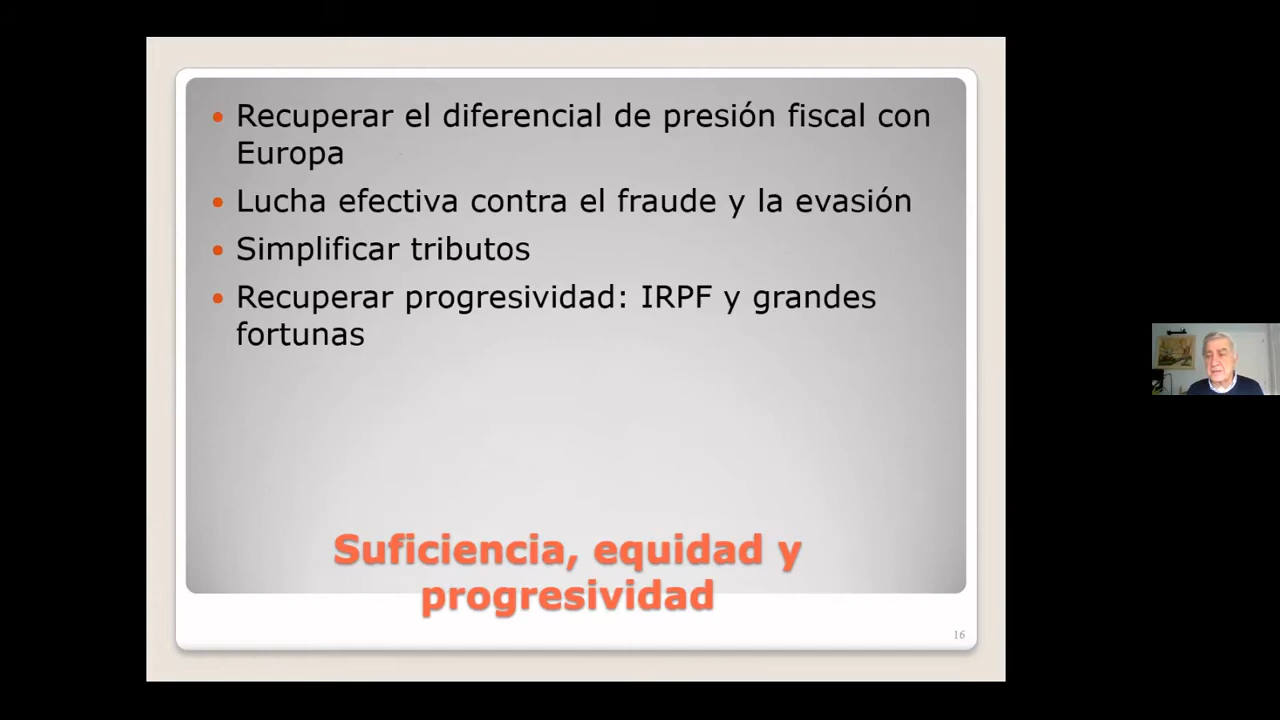 Recuperar el diferencial de presión fiscal con
Europa
Lucha efectiva contra el fraude y la evasión
Simplificar tributos
Recuperar progresividad: IRPF y grandes
fortunas
Suficiencia, equidad y
progresividad
16